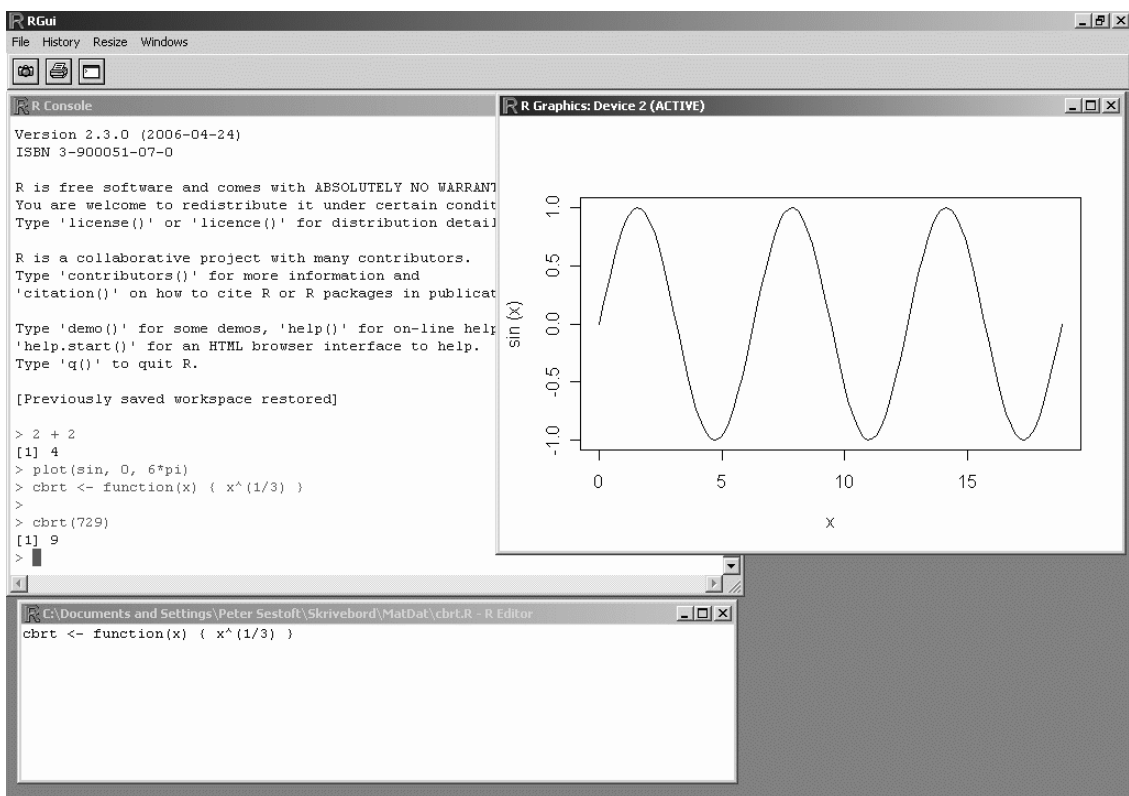 RGui
File History Resize Windows
R Console
Version 2.3.0 (2006-04-24)
ISBN 3-900051-07-0
R is free software and comes with ABSOLUTELY NO WARRANT
You are welcome to redistribute it under certain condit
Type 'license()' or 'licence()' for distribution detail
R is a collaborative project with many contributors.
Type 'contributors()' for more information and
'citation()' on how to cite R or R packages in publicat
Type 'demo()' for some demos, 'help()' for on-line help
'help.start()' for an HTML browser interface to help.
Type 'q()' to quit R.
[Previously saved workspace restored]
> 2 + 2
[1] 4
> plot(sin, 0, 6*pi)
> cbrt <- function(x) { x^(1/3) }
>
> cbrt(729)
[1] 9
>
R Graphics: Device 2 (ACTIVE)
sin (x)
1.0
0.5
0.0
-0.5
-1.0
0 5 10 15
x
C:\Documents and Settings\Peter Sestoft\Skrivebord\MatDat\cbrt.R - R Editor
cbrt <- function(x) { x^(1/3) }